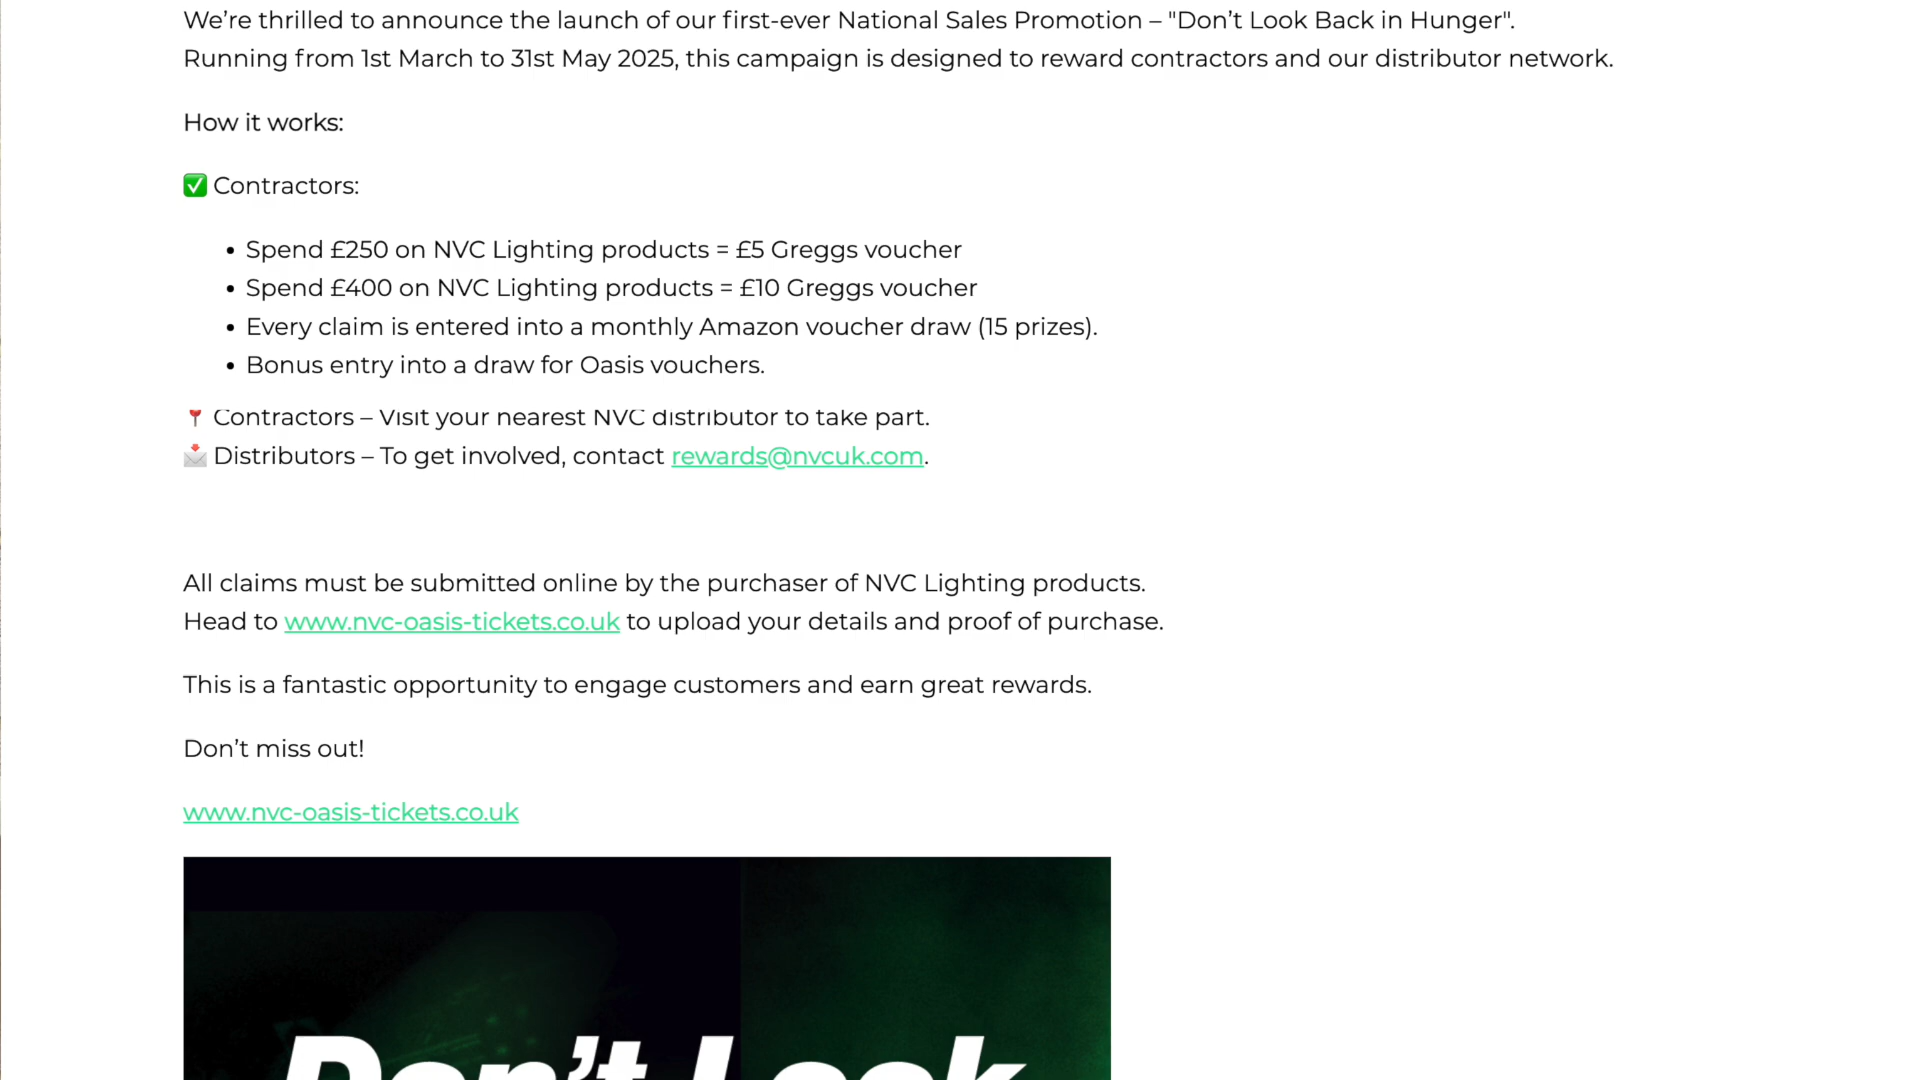 We’re thrilled to announce the launch of our first-ever National Sales Promotion – "Don’t Look Back in Hunger".
Running from 1st March to 31st May 2025, this campaign is designed to reward contractors and our distributor network.
How it works:
✅ Contractors:
• Spend £250 on NVC Lighting products = £5 Greggs voucher
• Spend £400 on NVC Lighting products = £10 Greggs voucher
• Every claim is entered into a monthly Amazon voucher draw (15 prizes).
• Bonus entry into a draw for Oasis vouchers.
📍 Contractors – Visit your nearest NVC distributor to take part.
📩 Distributors – To get involved, contact rewards@nvcuk.com.
All claims must be submitted online by the purchaser of NVC Lighting products.
Head to www.nvc-oasis-tickets.co.uk to upload your details and proof of purchase.
This is a fantastic opportunity to engage customers and earn great rewards.
Don’t miss out!
www.nvc-oasis-tickets.co.uk
Don’t Look